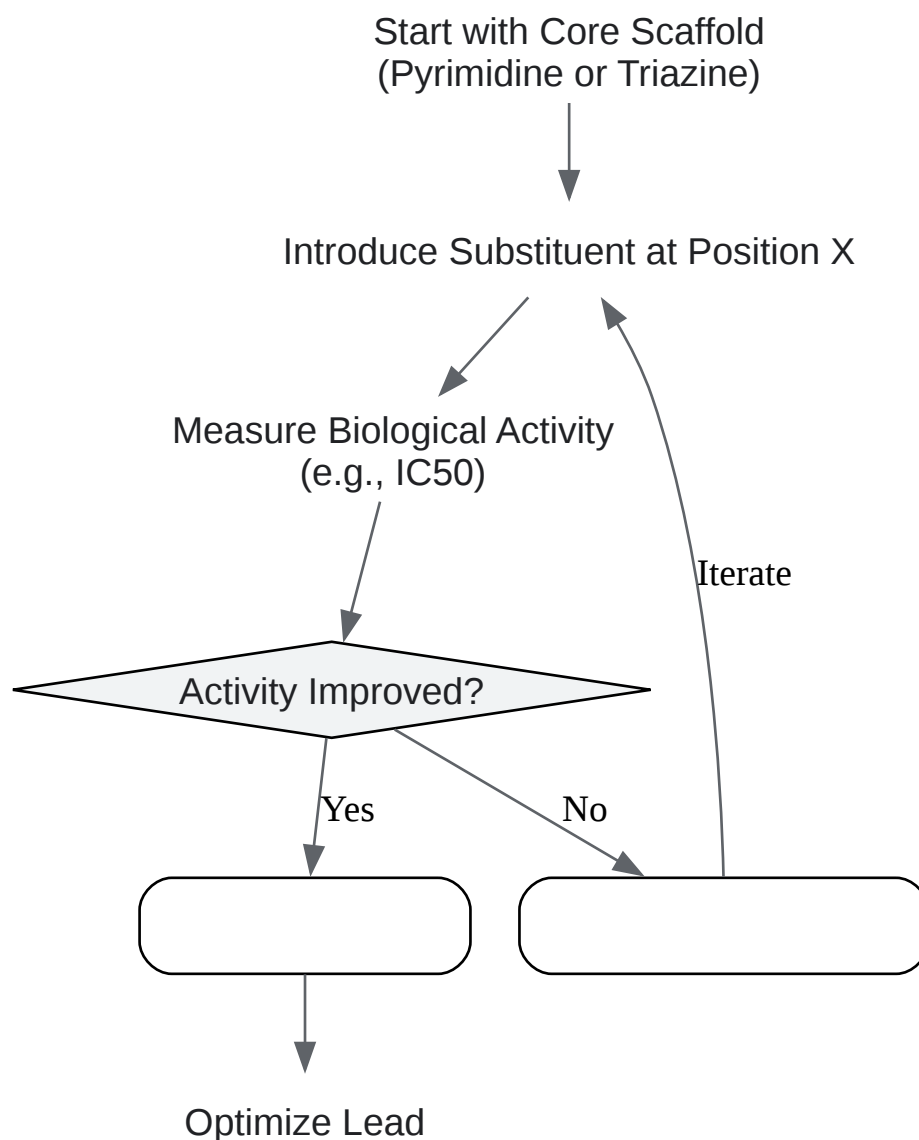 Start with Core Scaffold
(Pyrimidine or Triazine)
Introduce Substituent at Position X
Measure Biological Activity
(e.g., IC50)
Iterate
Activity Improved?
Yes
No
Optimize Lead